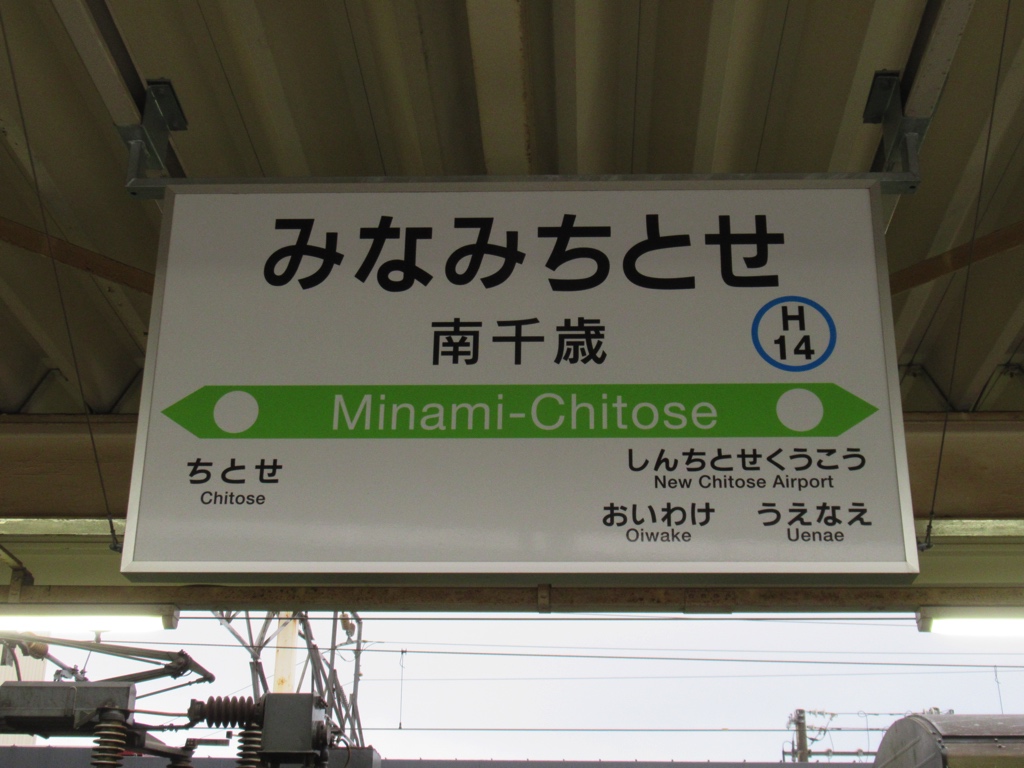 みなみちとせ
南千歳
H
14
Minami-Chitose
ちとせ
Chitose
しんちとせくうこう
New Chitose Airport
おいわけ うえなえ
Oiwake Uenae